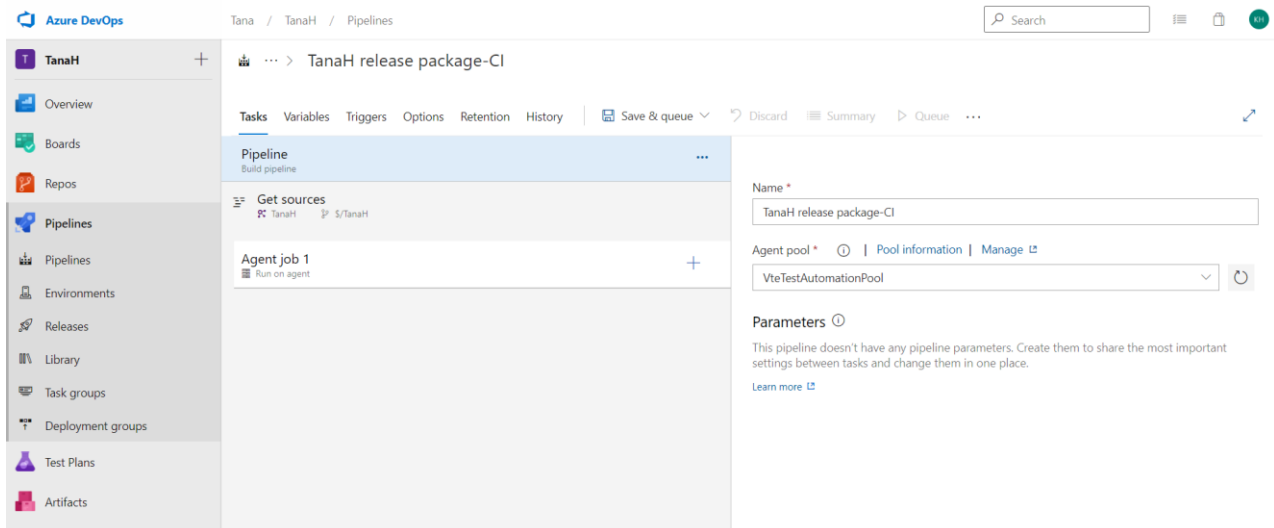 Azure DevOps
Tana / TanaH / Pipelines
Search
KH
T TanaH
··· > TanaH release package-CI
Overview
Boards
Repos
Pipelines
Pipelines
Environments
Releases
Library
Task groups
Deployment groups
Test Plans
Artifacts
Tasks Variables Triggers Options Retention History Save & queue Discard Summary Queue ...
Pipeline ...
Build pipeline
Get sources
TanaH $/TanaH
Agent job 1
Run on agent
Name *
TanaH release package-CI
Agent pool * | Pool information | Manage
VteTestAutomationPool
Parameters
This pipeline doesn't have any pipeline parameters. Create them to share the most important
settings between tasks and change them in one place.
Learn more